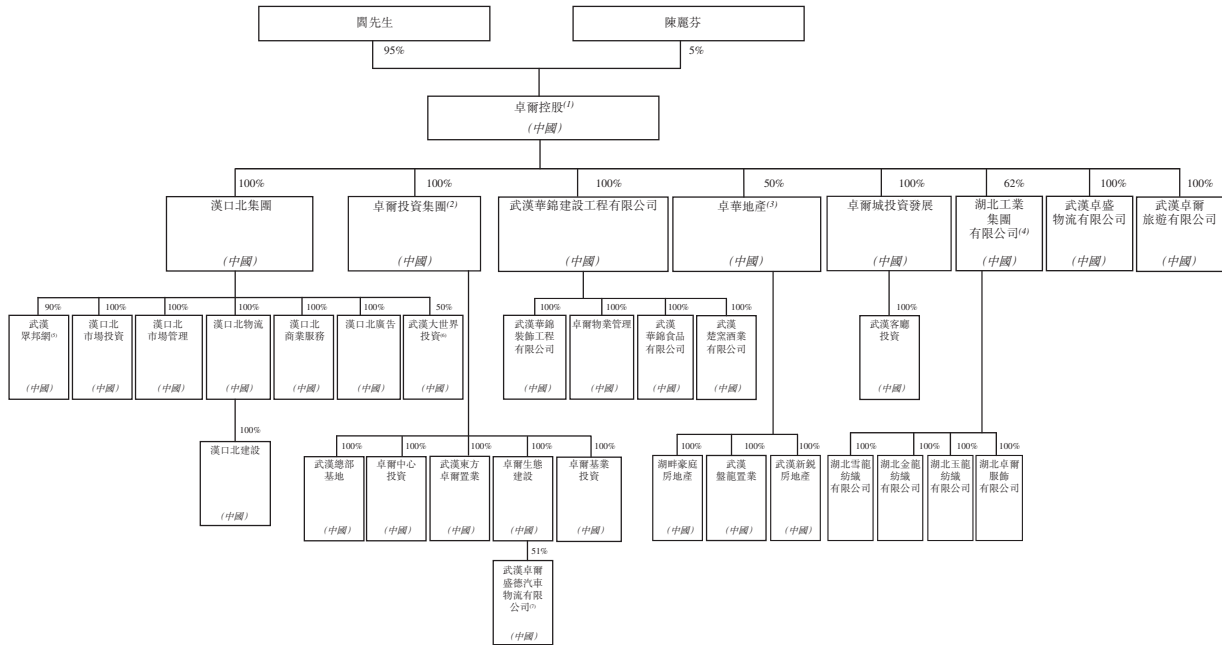 閻先生
陳麗芬
95%
5%
卓爾控股(1)
(中國)
100%
100%
100%
50%
100%
62%
100%
100%
漢口北集團
(中國)
卓爾投資集團(2)
(中國)
武漢華錦建設工程有限公司
(中國)
卓華地產(3)
(中國)
卓爾城投資發展
(中國)
湖北工業
集團
有限公司(4)
(中國)
武漢卓盛
物流有限公司
(中國)
武漢卓爾
旅遊有限公司
(中國)
90%
100%
100%
100%
100%
100%
50%
武漢
眾邦網(5)
(中國)
漢口北
市場投資
(中國)
漢口北
市場管理
(中國)
漢口北物流
(中國)
漢口北
商業服務
(中國)
漢口北廣告
(中國)
武漢大世界
投資(6)
(中國)
100%
100%
100%
100%
武漢華錦
裝飾工程
有限公司
(中國)
卓爾物業管理
(中國)
武漢
華錦食品
有限公司
(中國)
武漢
楚窯酒業
有限公司
(中國)
100%
武漢客廳
投資
(中國)
100%
漢口北建設
(中國)
100%
100%
100%
100%
100%
武漢總部
基地
(中國)
卓爾中心
投資
(中國)
武漢東方
卓爾置業
(中國)
卓爾生態
建設
(中國)
卓爾基業
投資
(中國)
100%
100%
100%
湖畔豪庭
房地產
(中國)
武漢
盤龍置業
(中國)
武漢新銳
房地產
(中國)
100%
100%
100%
100%
湖北雪龍
紡織
有限公司
湖北金龍
紡織
有限公司
湖北玉龍
紡織
有限公司
湖北卓爾
服飾
有限公司
51%
武漢卓爾
盛德汽車
物流有限
公司(7)
(中國)